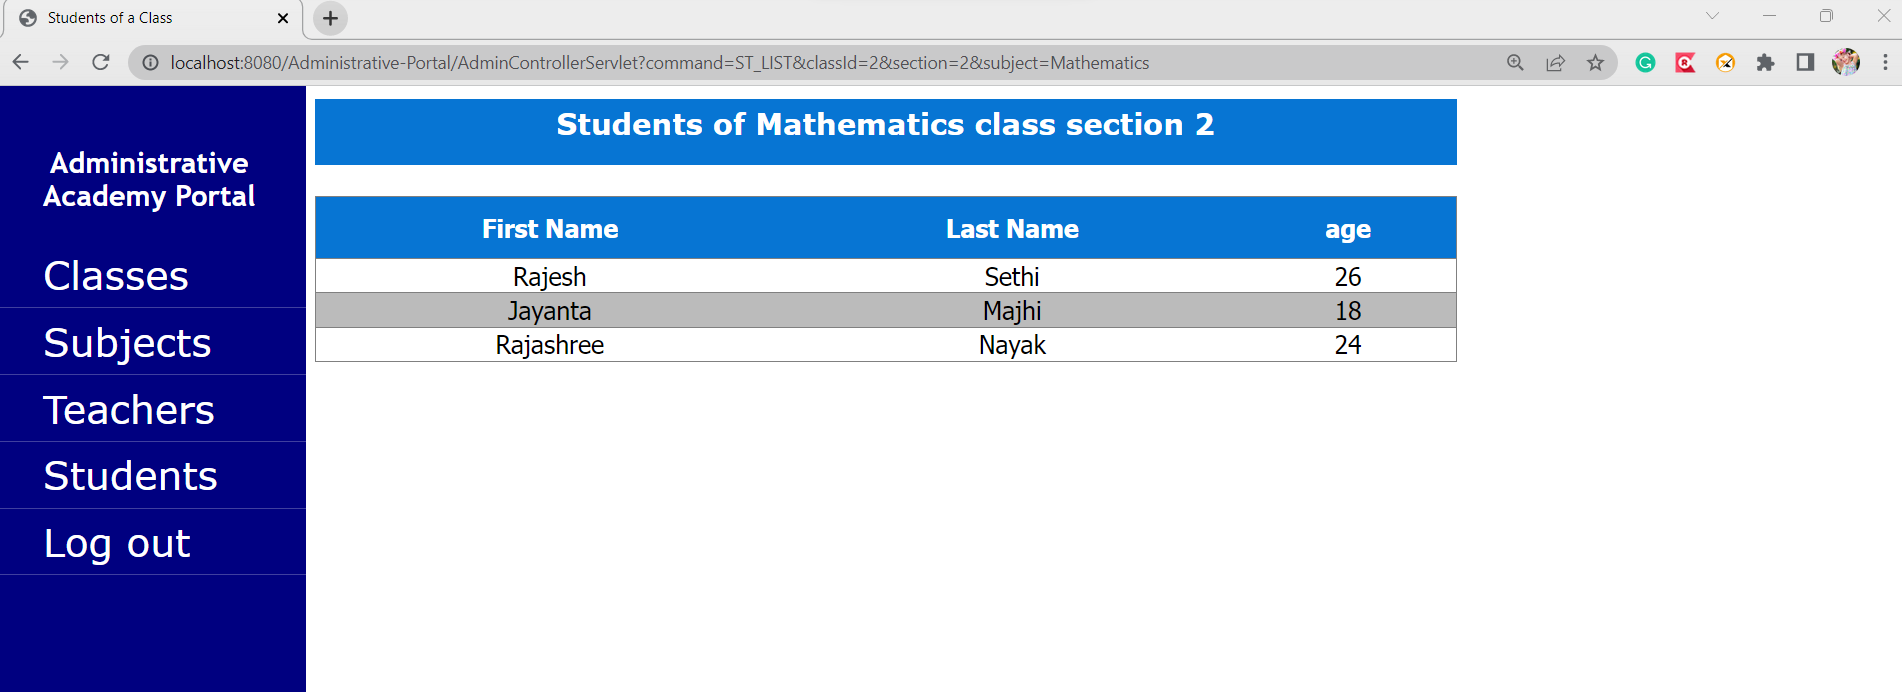 Students of a Class
localhost:8080/Administrative-Portal/AdminControllerServlet?command=ST_LIST&classId=2&section=2&subject=Mathematics
Administrative
Academy Portal
Classes
Subjects
Teachers
Students
Log out
Students of Mathematics class section 2
First Name Last Name age
Rajesh Sethi 26
Jayanta Majhi 18
Rajashree Nayak 24